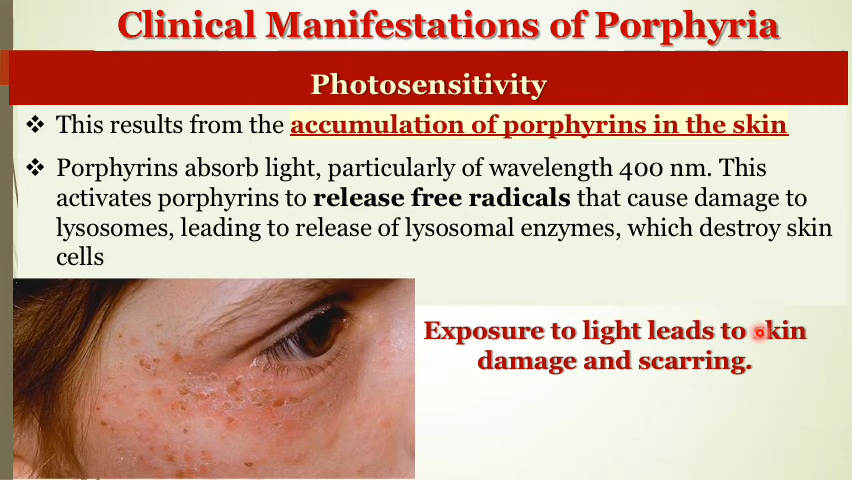 Clinical Manifestations of Porphyria
Photosensitivity
❖ This results from the accumulation of porphyrins in the skin
❖ Porphyrins absorb light, particularly of wavelength 400 nm. This
activates porphyrins to release free radicals that cause damage to
lysosomes, leading to release of lysosomal enzymes, which destroy skin
cells
Exposure to light leads to skin
damage and scarring.